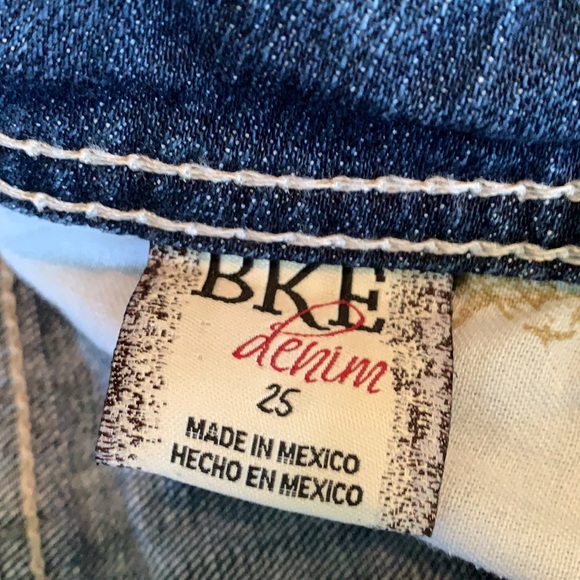 BKE
denim
25
MADE IN MEXICO
HECHO EN MEXICO